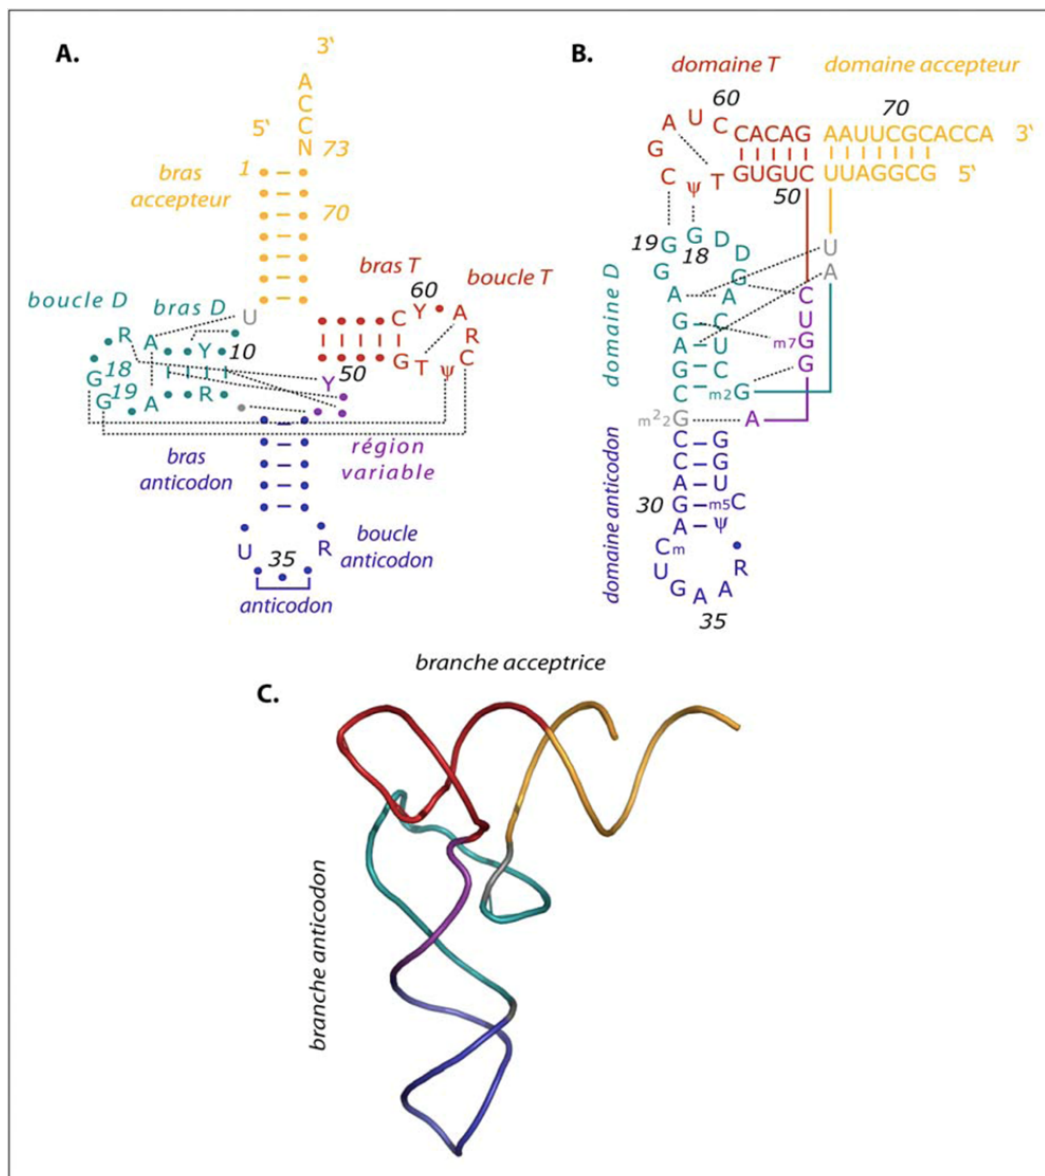 A.
3'
A
C
C
N
73
5'
1
bras
accepteur
70
bras T
60
boucle T
boucle D
bras D
U
C Y A
R
R A
Y
10
G T ψ C
50
G 18
G 19
A
R
Y
région
variable
bras
anticodon
U
35
R
boucle
anticodon
anticodon
B.
domaine T
domaine accepteur
60
70
A U C
CACAG
AAUUCGCACCA
3'
G
C ψ T
GUGUC
UUAGGCG
5'
50
19
G
G
18
D
D
G
G
U
A
domaine D
A
G
A
G
C
A
C
U
C
C
U
m7 G
G
m2 G
m²2 G
A
domaine anticodon
C
C
A
G
A
G
G
U
m5 C
ψ
30
C m
U
G
A
A
R
35
branche acceptrice
C.
branche anticodon